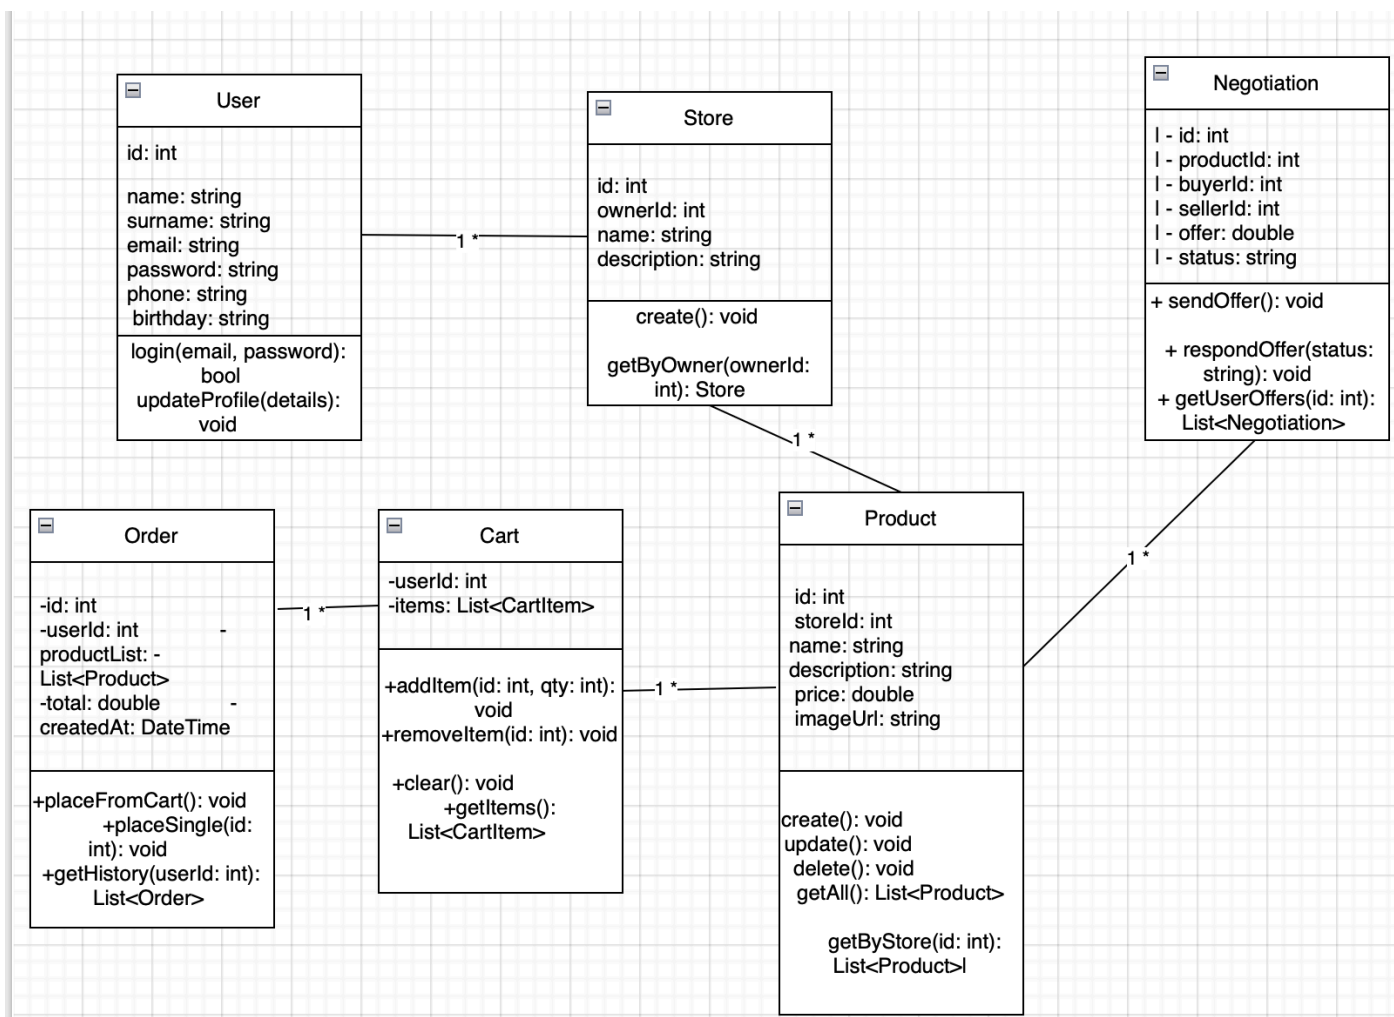 User
id: int
name: string
surname: string
email: string
password: string
phone: string
birthday: string
login(email, password):
bool
updateProfile(details):
void
1 *
Store
id: int
ownerId: int
name: string
description: string
create(): void
getByOwner(ownerId:
int): Store
1 *
Negotiation
| - id: int
| - productId: int
| - buyerId: int
| - sellerId: int
| - offer: double
| - status: string
+ sendOffer(): void
+ respondOffer(status:
string): void
+ getUserOffers(id: int):
List<Negotiation>
1 *
Order
-id: int
-userId: int -
productList: -
List<Product>
-total: double -
createdAt: DateTime
+placeFromCart(): void
+placeSingle(id:
int): void
+getHistory(userId: int):
List<Order>
1 *
Cart
-userId: int
-items: List<CartItem>
+addItem(id: int, qty: int):
void
+removeItem(id: int): void
+clear(): void
+getItems():
List<CartItem>
1 *
Product
id: int
storeId: int
name: string
description: string
price: double
imageUrl: string
create(): void
update(): void
delete(): void
getAll(): List<Product>
getByStore(id: int):
List<Product>|